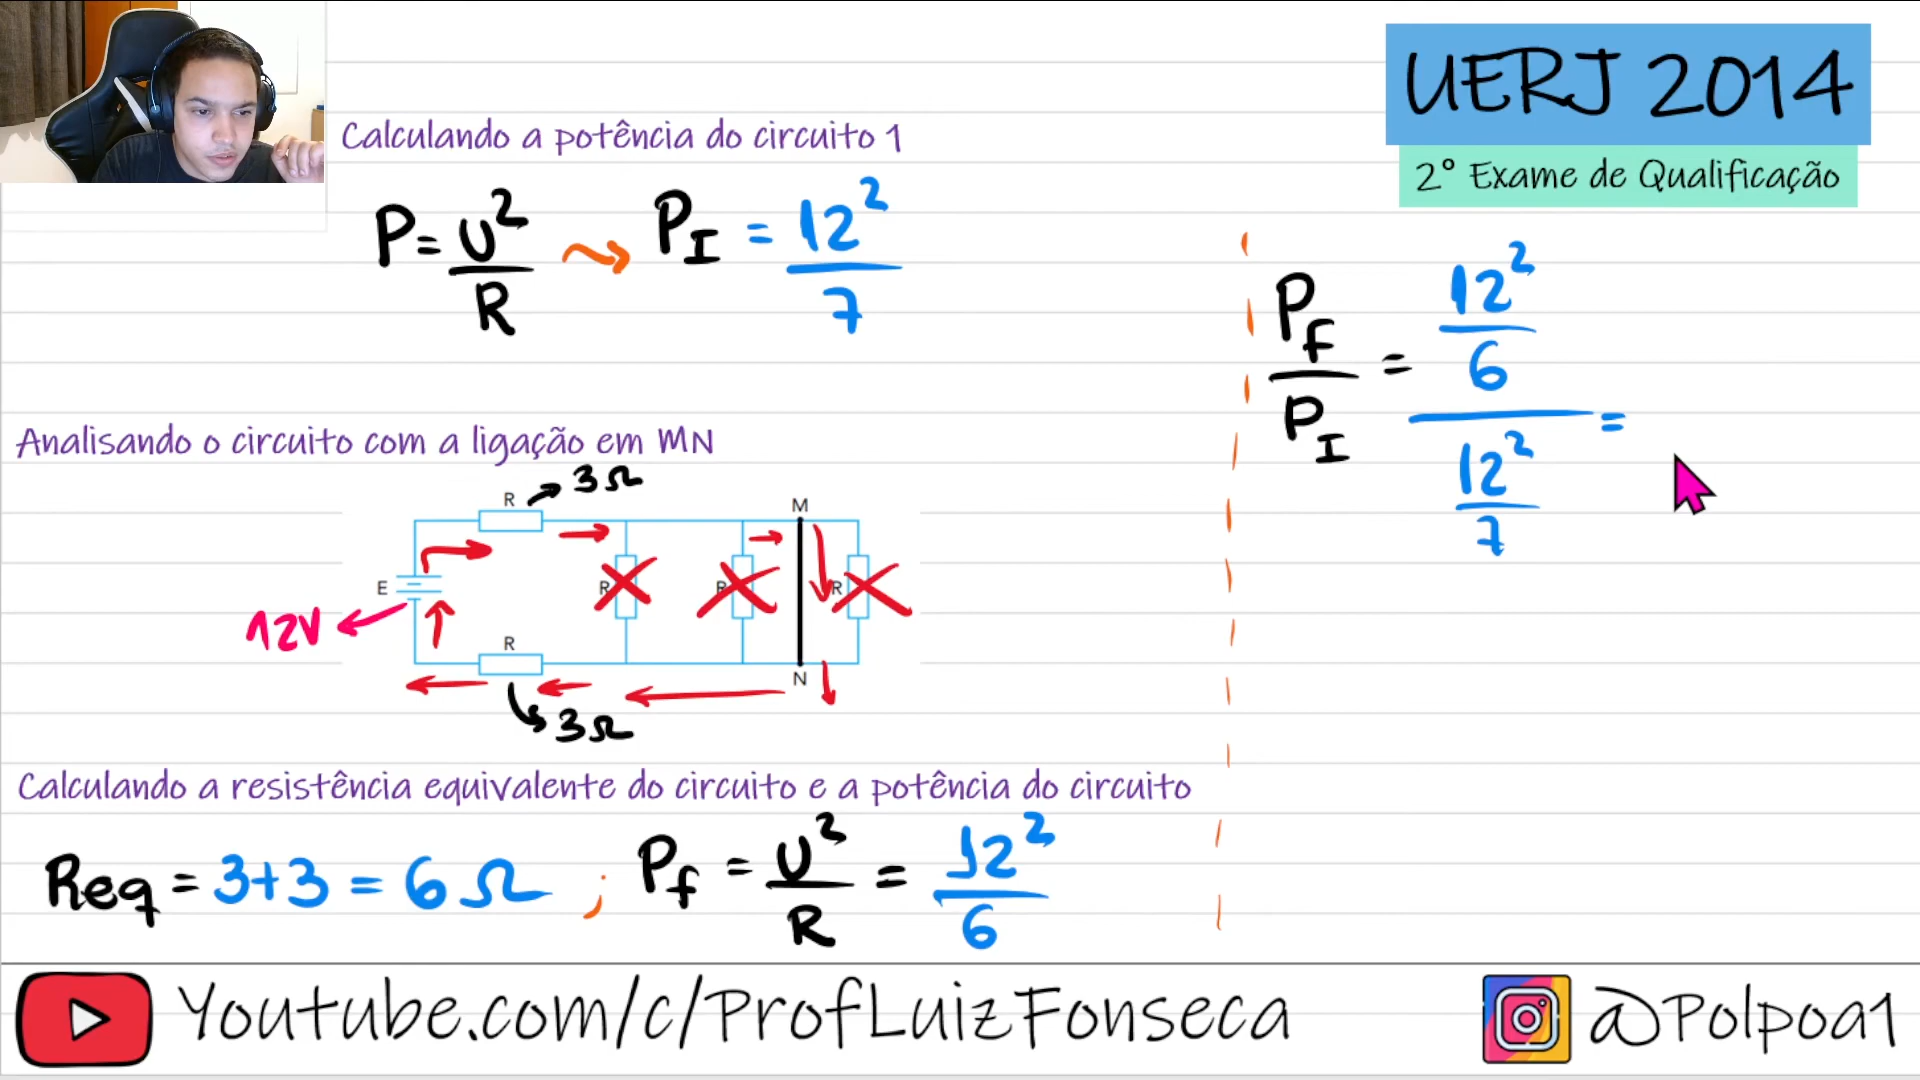 UERJ 2014
2° Exame de Qualificação
Calculando a potência do circuito 1
P = U²/R ⤳ P_I = 12²/7
P_f/P_I = (12²/6)/(12²/7) =
Analisando o circuito com a ligação em MN
R → 3Ω
M
E
R
R
R
12V
R
N
3Ω
Calculando a resistência equivalente do circuito e a potência do circuito
Req = 3+3 = 6Ω ; P_f = U²/R = 12²/6
Youtube.com/c/ProfLuizFonseca
@Polpoa1